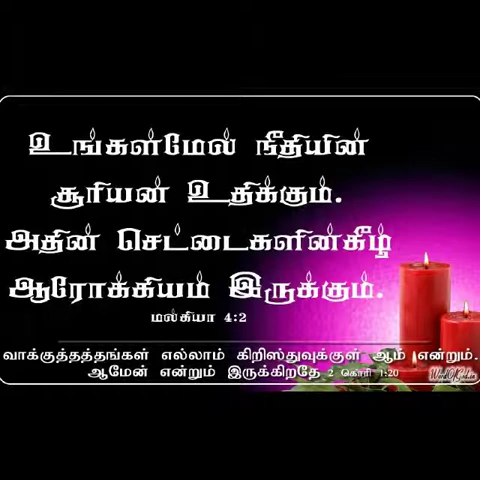 உங்கள்மேல் நீதியின்
சூரியன் உதிக்கும்.
அதின் செட்டைகளின்கீழ்
ஆரோக்கியம் இருக்கும்.
மல்கியா 4:2
வாக்குத்தத்தங்கள் எல்லாம் கிறிஸ்துவுக்குள் ஆம் என்றும்.
ஆமேன் என்றும் இருக்கிறதே 2 கொரி 1:20